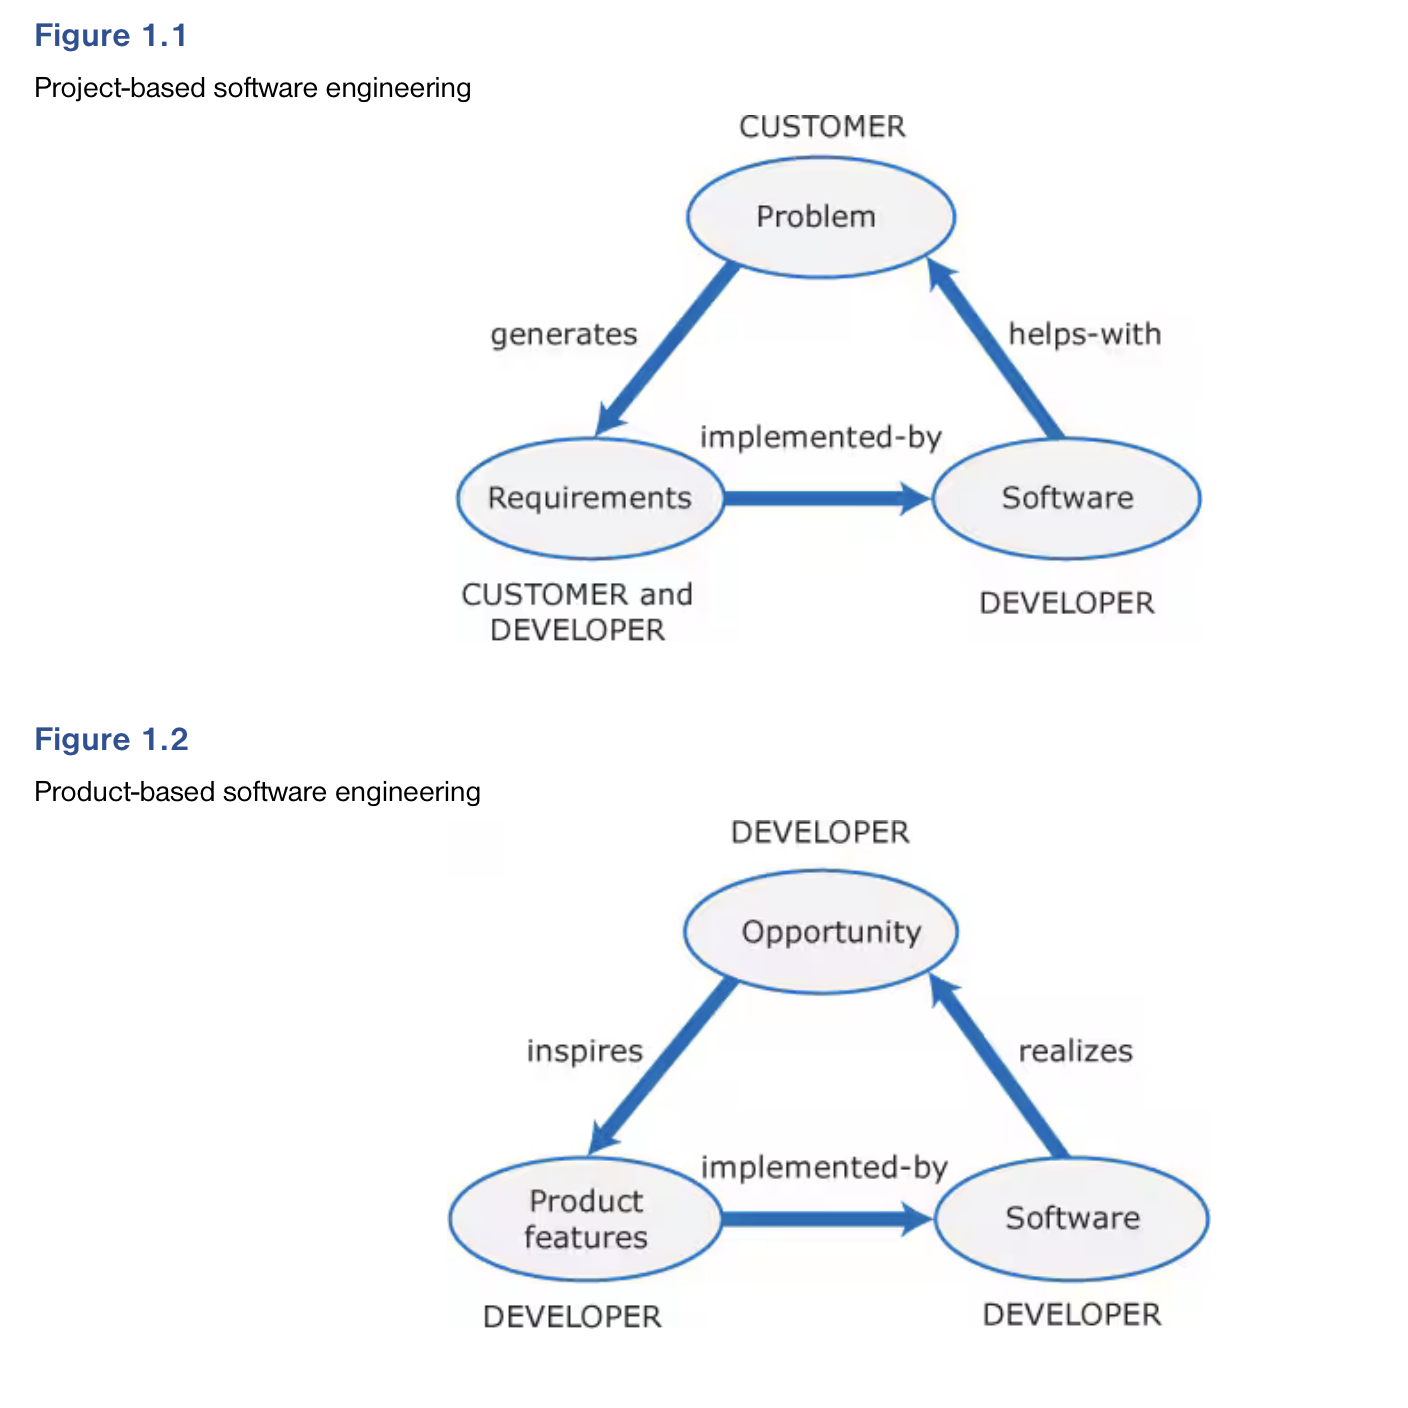 Figure 1.1
Project-based software engineering
CUSTOMER
Problem
generates
helps-with
implemented-by
Requirements
Software
CUSTOMER and
DEVELOPER
DEVELOPER
Figure 1.2
Product-based software engineering
DEVELOPER
Opportunity
inspires
realizes
implemented-by
Product
features
Software
DEVELOPER
DEVELOPER